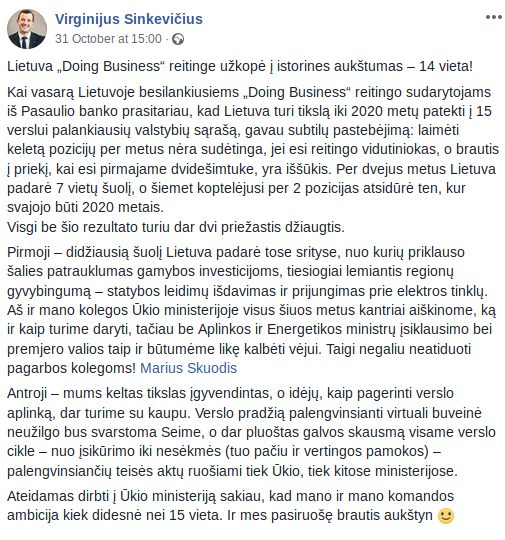 Virginijus Sinkevičius
31 October at 15:00 ·
Lietuva „Doing Business“ reitinge užkopė į istorines aukštumas – 14 vieta!
Kai vasarą Lietuvoje besilankiusiems „Doing Business“ reitingo sudarytojams
iš Pasaulio banko prasitariau, kad Lietuva turi tikslą iki 2020 metų patekti į 15
verslui palankiausių valstybių sąrašą, gavau subtilų pastebėjimą: laimėti
keletą pozicijų per metus nėra sudėtinga, jei esi reitingo vidutiniokas, o brautis
į priekį, kai esi pirmajame dvidešimtuke, yra iššūkis. Per dvejus metus Lietuva
padarė 7 vietų šuolį, o šiemet koptelėjusi per 2 pozicijas atsidūrė ten, kur
svajojo būti 2020 metais.
Visgi be šio rezultato turiu dar dvi priežastis džiaugtis.
Pirmoji – didžiausią šuolį Lietuva padarė tose srityse, nuo kurių priklauso
šalies patrauklumas gamybos investicijoms, tiesiogiai lemiantis regionų
gyvybingumą – statybos leidimų išdavimas ir prijungimas prie elektros tinklų.
Aš ir mano kolegos Ūkio ministerijoje visus šiuos metus kantriai aiškinome, ką
ir kaip turime daryti, tačiau be Aplinkos ir Energetikos ministrų įsiklausimo bei
premjero valios taip ir būtumėme likę kalbėti vėjui. Taigi negaliu neatiduoti
pagarbos kolegoms! Marius Skuodis
Antroji – mums keltas tikslas įgyvendintas, o idėjų, kaip pagerinti verslo
aplinką, dar turime su kaupu. Verslo pradžią palengvinsianti virtuali buveinė
neužilgo bus svarstoma Seime, o dar pluoštas galvos skausmą visame verslo
cikle – nuo įsikūrimo iki nesėkmės (tuo pačiu ir vertingos pamokos) –
palengvinsiančių teisės aktų ruošiami tiek Ūkio, tiek kitose ministerijose.
Ateidamas dirbti į Ūkio ministeriją sakiau, kad mano ir mano komandos
ambicija kiek didesnė nei 15 vieta. Ir mes pasiruošę brautis aukštyn 🙂